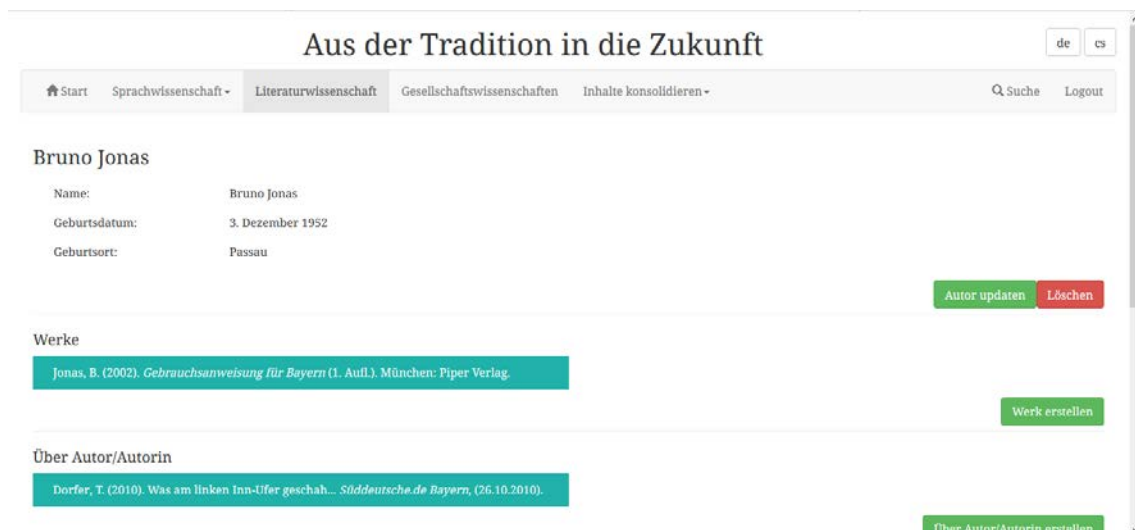 Aus der Tradition in die Zukunft
de cs
Start Sprachwissenschaft Literaturwissenschaft Gesellschaftswissenschaften Inhalte konsolidieren Suche Logout
Bruno Jonas
Name: Bruno Jonas
Geburtsdatum: 3. Dezember 1952
Geburtsort: Passau
Autor updaten Löschen
Werke
Jonas, B. (2002). Gebrauchsanweisung für Bayern (1. Aufl.). München: Piper Verlag.
Werk erstellen
Über Autor/Autorin
Dorfer, T. (2010). Was am linken Inn-Ufer geschah... Süddeutsche.de Bayern, (26.10.2010).
Über Autor/Autorin erstellen